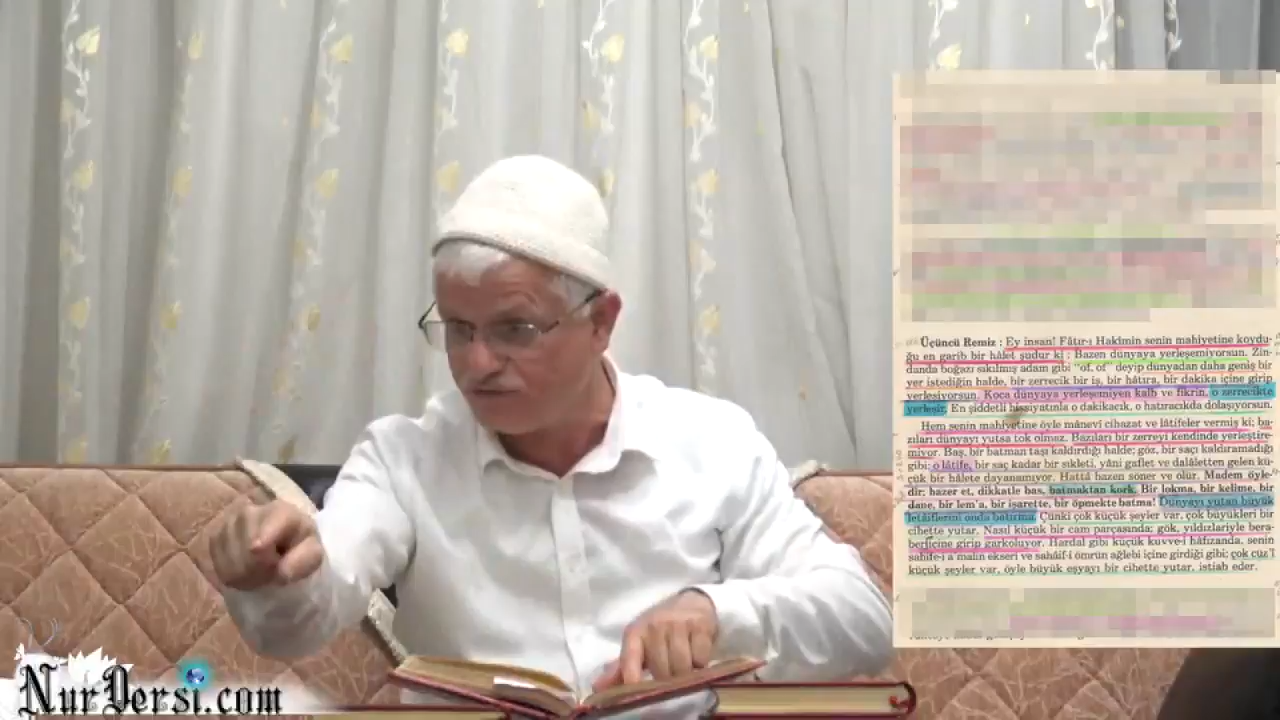 Üçüncü Remiz : Ey insan! Fâtır-ı Hakîmin senin mahiyetine koydu-
ğu en garib bir hâlet şudur ki : Bazen dünyaya yerleşemiyorsun. Zin-
danda boğazı sıkılmış adam gibi "of, of" deyip dünyadan daha geniş bir
yer istediğin halde, bir zerrecik bir iş, bir hâtıra, bir dakika içine girip
yerleşiyorsun. Koca dünyaya yerleşemiyen kalb ve fikrin, o zerrecikte
yerleşir. En şiddetli hissiyatınla o dakikacık, o hatıracıkda dolaşıyorsun.
Hem senin mahiyetine öyle mânevî cihazat ve lâtifeler vermiş ki; ba-
zıları dünyayı yutsa tok olmaz. Bazıları bir zerreyi kendinde yerleştire-
miyor. Baş, bir batman taşı kaldırdığı halde; göz, bir saçı kaldıramadığı
gibi; o lâtife, bir saç kadar bir sıkleti, yâni gaflet ve dalâletten gelen kü-
çük bir hâlete dayanamıyor. Hattâ bazen söner ve ölür. Madem öyle-
dir; hazer et, dikkatle bas, batmaktan kork. Bir lokma, bir kelime, bir
dane, bir lem'a, bir işarette, bir öpmekte batma! Dünyayı yutan büyük
letâiflerini onda batırma. Çünki çok küçük şeyler var, çok büyükleri bir
cihette yutar. Nasıl küçük bir cam parçasında; gök, yıldızlariyle bera-
ber içine girip garkoluyor. Hardal gibi küçük kuvve-i hâfızanda, senin
sahife-i a'malin ekseri ve sahâif-i ömrün ağlebi içine girdiği gibi; çok cüz'î
küçük şeyler var, öyle büyük eşyayı bir cihette yutar, istiab eder.
NurDersi.com